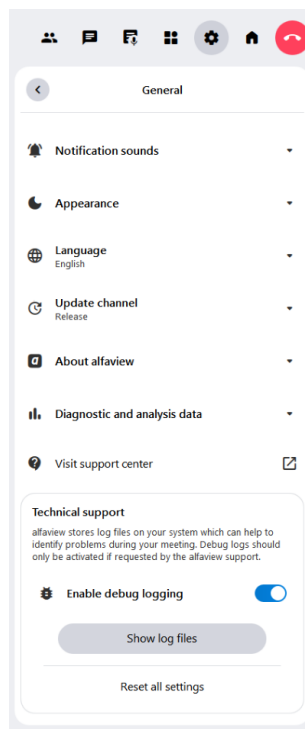 General
Notification sounds
Appearance
Language
English
Update channel
Release
About alfaview
Diagnostic and analysis data
Visit support center
Technical support
alfaview stores log files on your system which can help to
identify problems during your meeting. Debug logs should
only be activated if requested by the alfaview support.
Enable debug logging
Show log files
Reset all settings